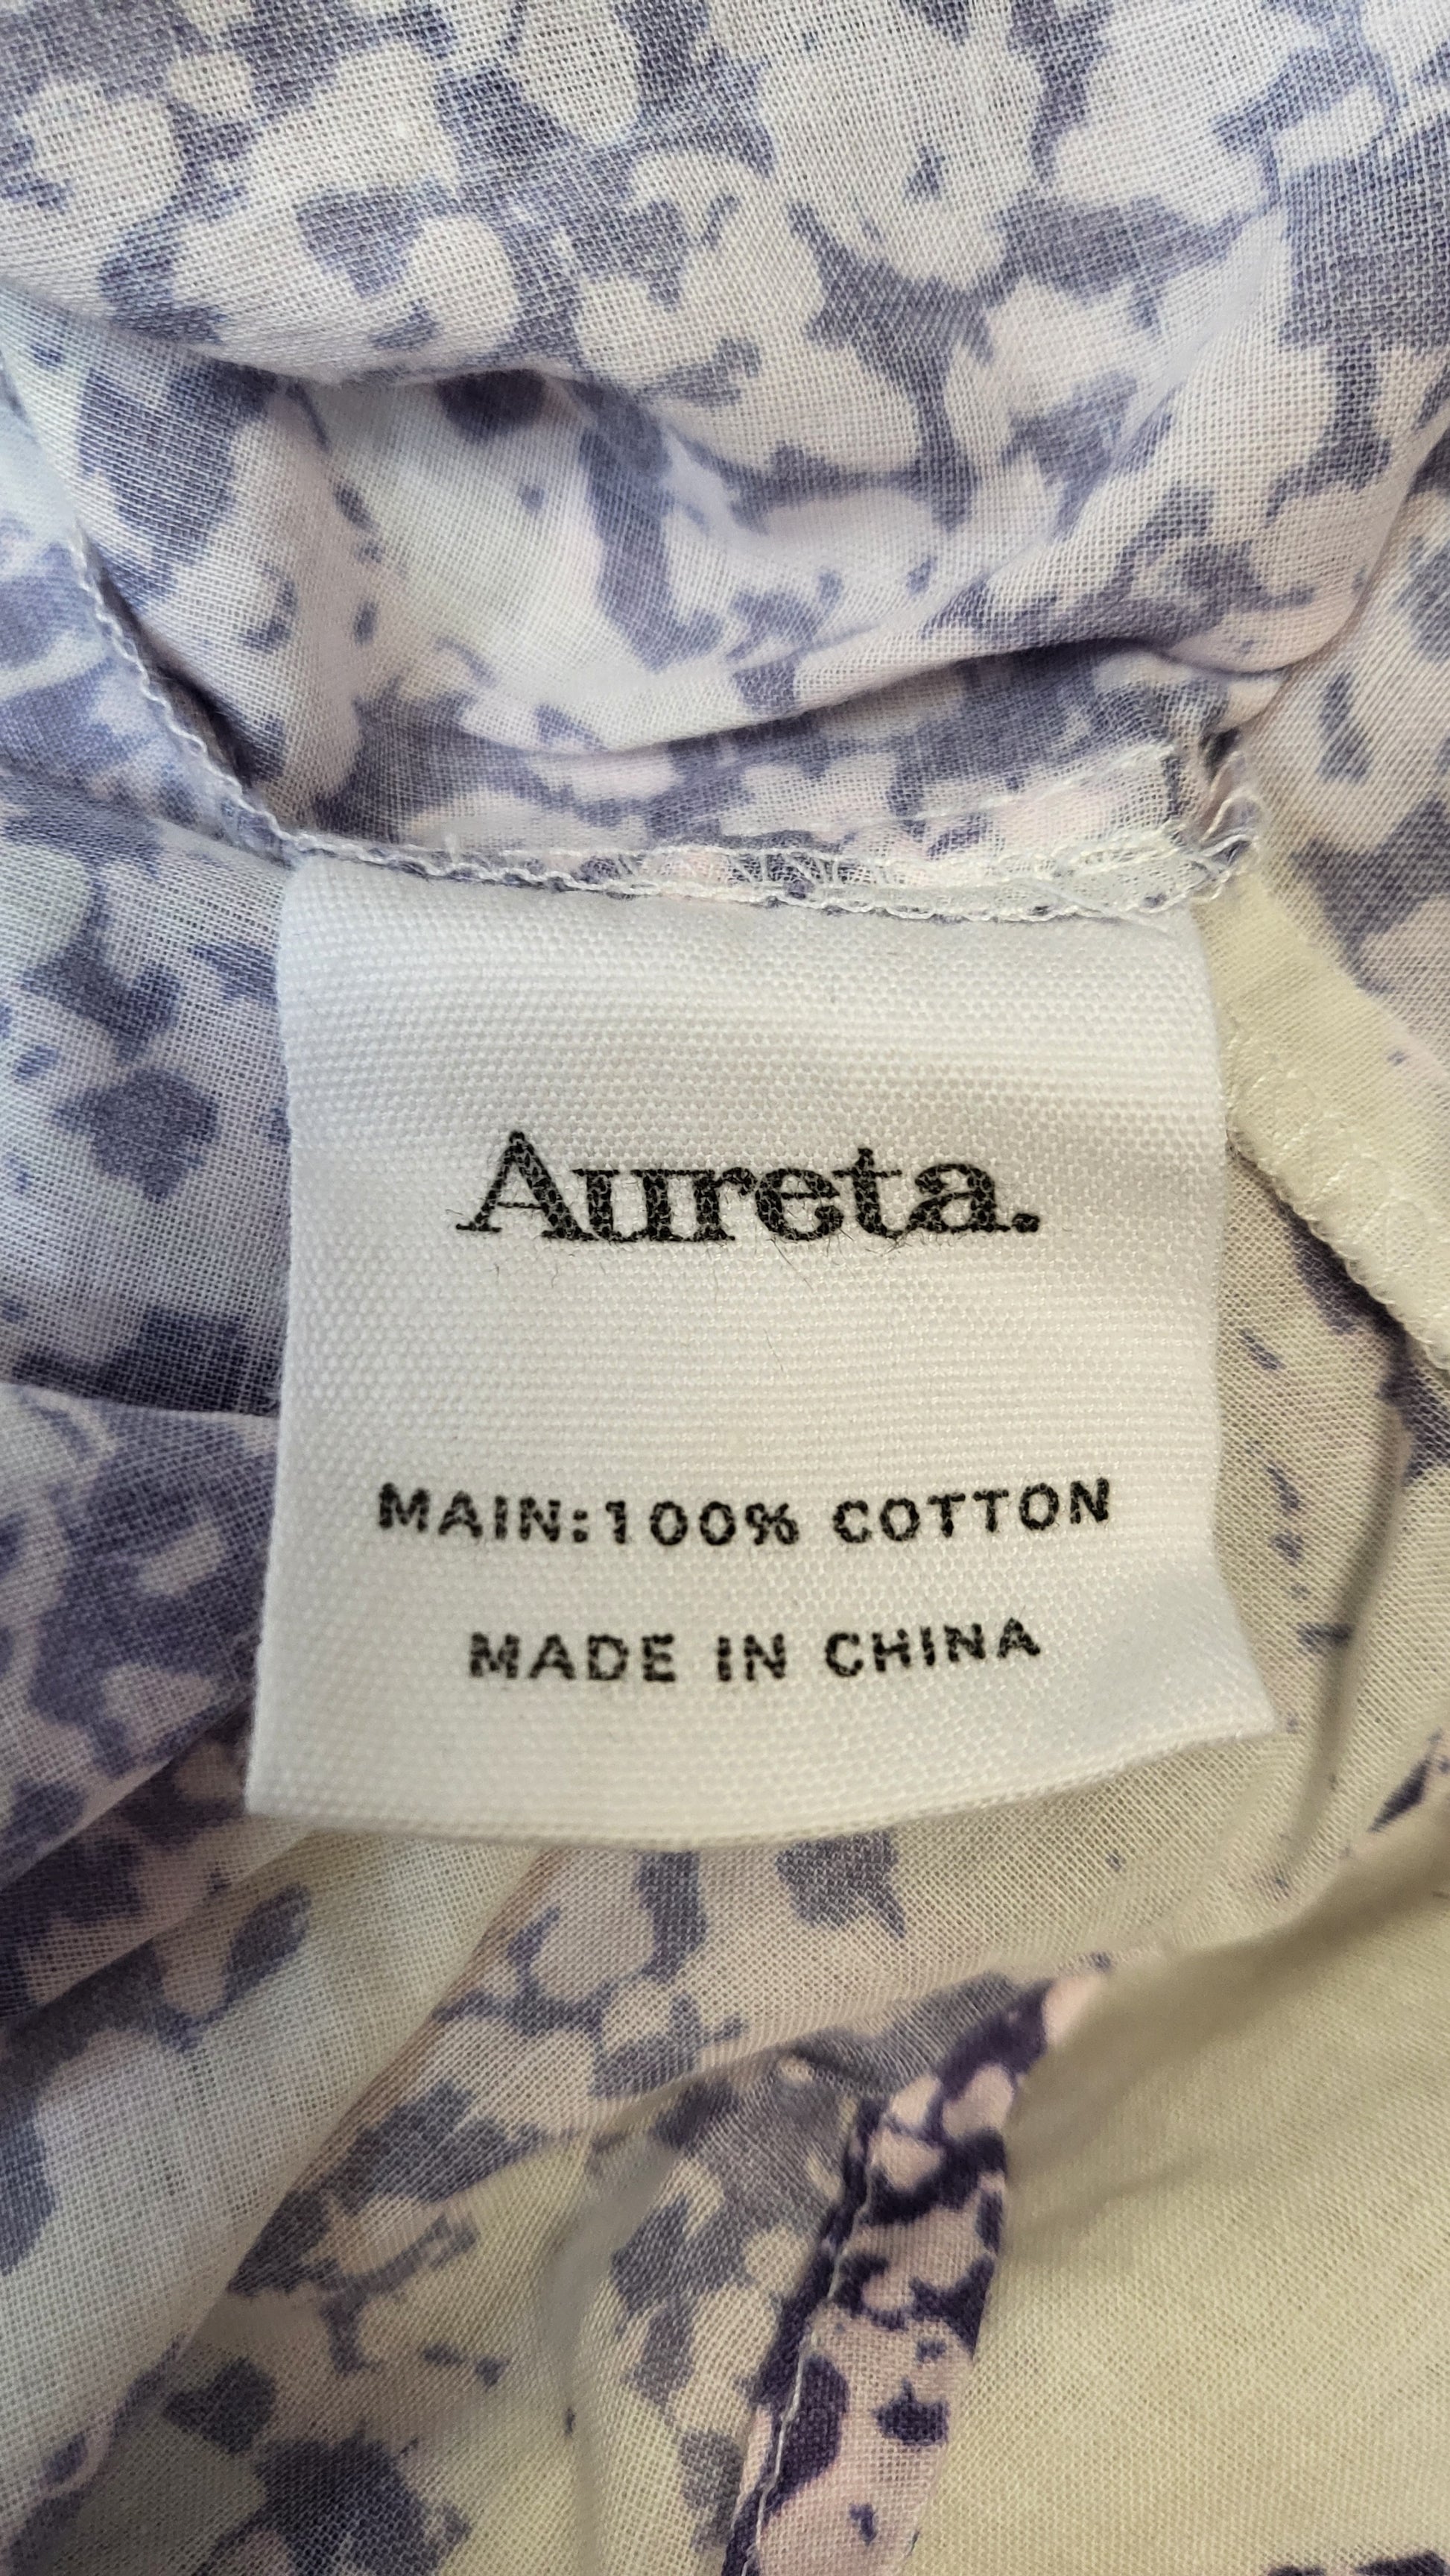 Aureta.
MAIN:100% COTTON
MADE IN CHINA